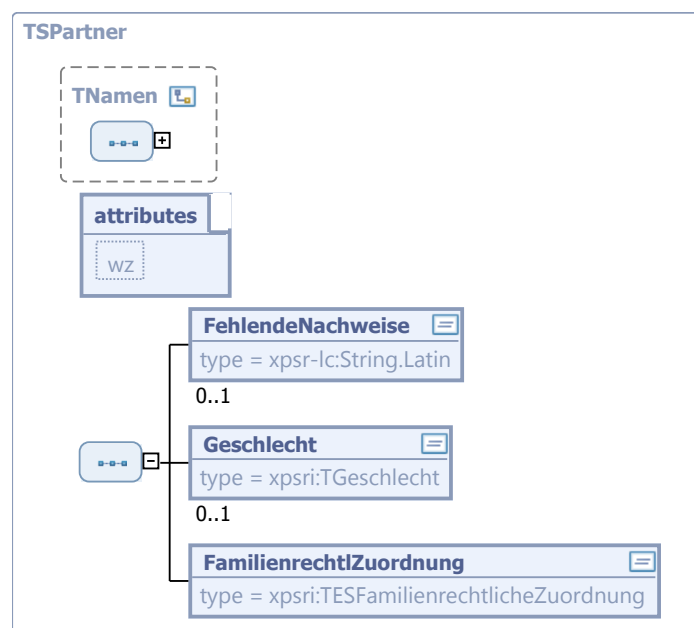 TSPartner
TNamen
attributes
wz
FehlendeNachweise
type = xpsr-lc:String.Latin
0..1
Geschlecht
type = xpsri:TGeschlecht
0..1
FamilienrechtlZuordnung
type = xpsri:TESFamilienrechtlicheZuordnung